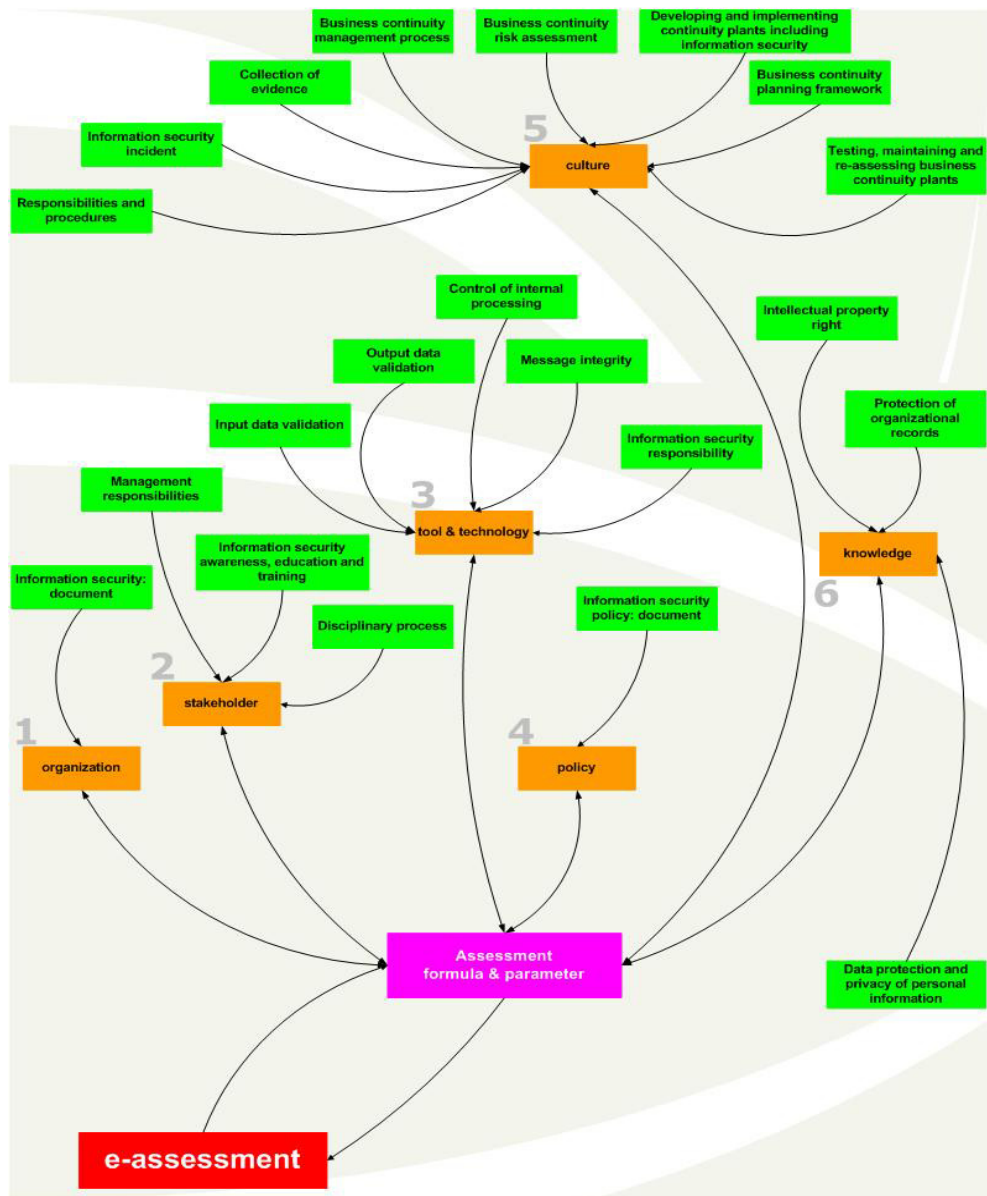 Business continuity
management process
Business continuity
risk assessment
Developing and implementing
continuity plants including
information security
Collection of
evidence
Business continuity
planning framework
Information security
incident
5
culture
Testing, maintaining and
re-assessing business
continuity plants
Responsibilities and
procedures
Control of internal
processing
Intellectual property
right
Output data
validation
Message integrity
Protection of
organizational
records
Input data validation
Information security
responsibility
Management
responsibilities
3
tool & technology
Information security
awareness, education and
training
knowledge
6
Information security:
document
Information security
policy: document
Disciplinary process
2
stakeholder
1
organization
4
policy
Assessment
formula & parameter
Data protection and
privacy of personal
information
e-assessment